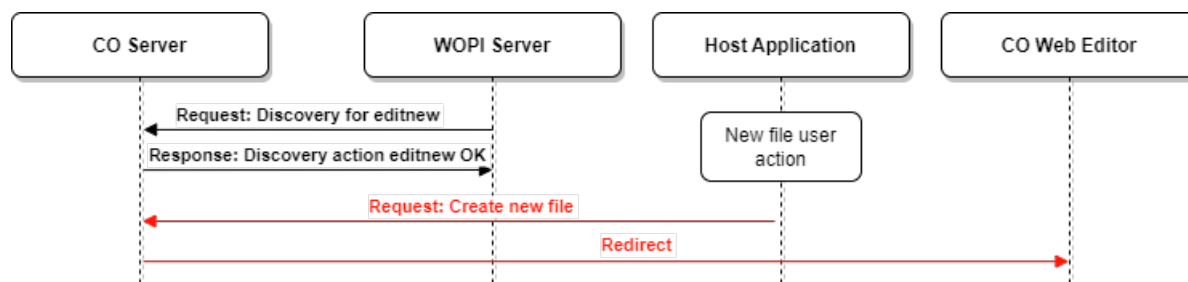 CO Server
WOPI Server
Host Application
CO Web Editor
Request: Discovery for editnew
Response: Discovery action editnew OK
New file user
action
Request: Create new file
Redirect